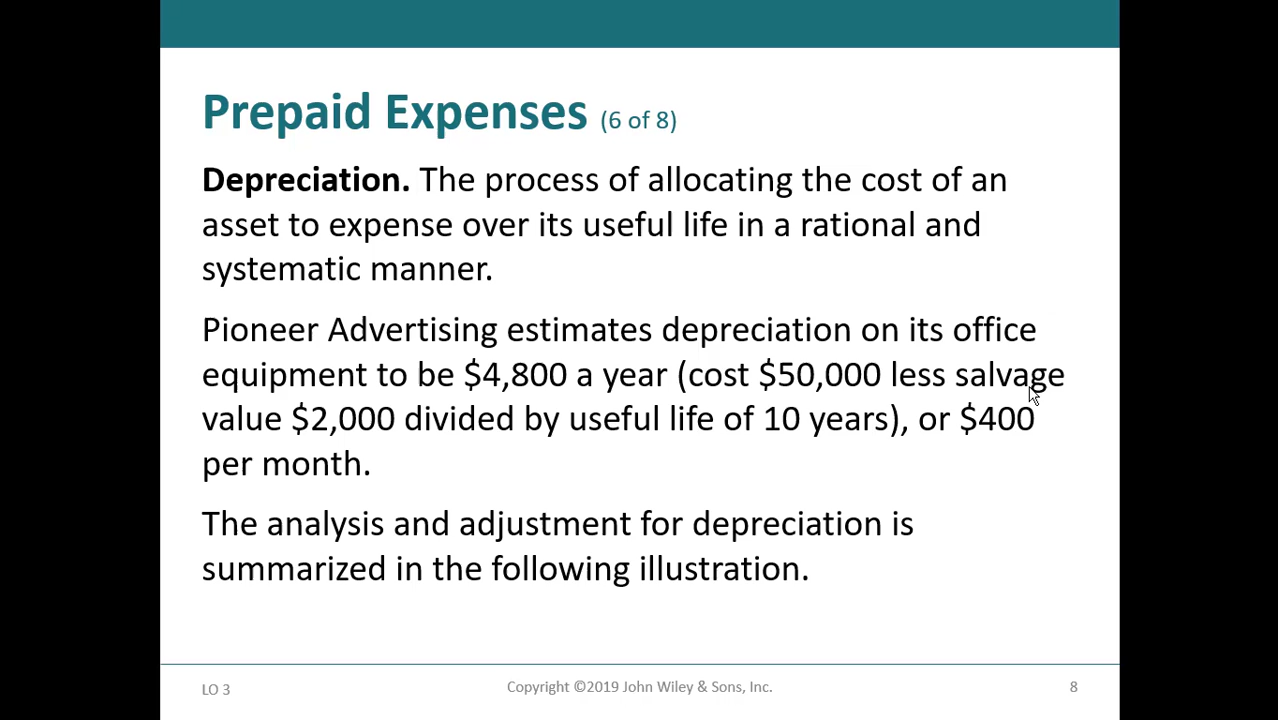 Prepaid Expenses (6 of 8)
Depreciation. The process of allocating the cost of an
asset to expense over its useful life in a rational and
systematic manner.
Pioneer Advertising estimates depreciation on its office
equipment to be $4,800 a year (cost $50,000 less salvage
value $2,000 divided by useful life of 10 years), or $400
per month.
The analysis and adjustment for depreciation is
summarized in the following illustration.
LO 3
Copyright ©2019 John Wiley & Sons, Inc.
8